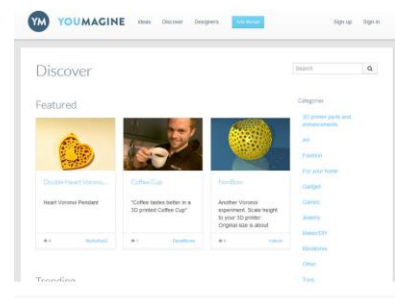 YM YOUMAGINE Ideas Discover Designers Sign up Sign in
Discover
Search
Featured
Categories
3D printer parts and
enhancements
Art
Fashion
For your home
Gadget
Games
Jewelry
Maker/DIY
Miniatures
Other
Toys
Double Heart Vorono...
Heart Voronoi Pendant
Coffee Cup
"Coffee tastes better in a
3D printed Coffee Cup"
Another Voronoi
experiment. Scale height
to your 3D printer.
Original size is about
Trending